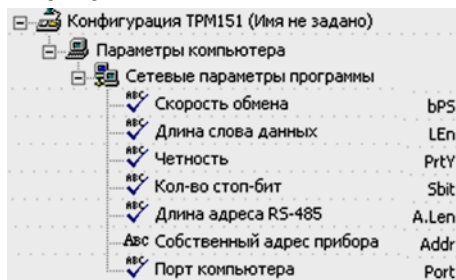 Конфигурация ТРМ151 (Имя не задано)
Параметры компьютера
Сетевые параметры программы
Скорость обмена bPS
Длина слова данных LEn
Четность PrtY
Кол-во стоп-бит Sbit
Длина адреса RS-485 A.Len
Собственный адрес прибора Addr
Порт компьютера Port